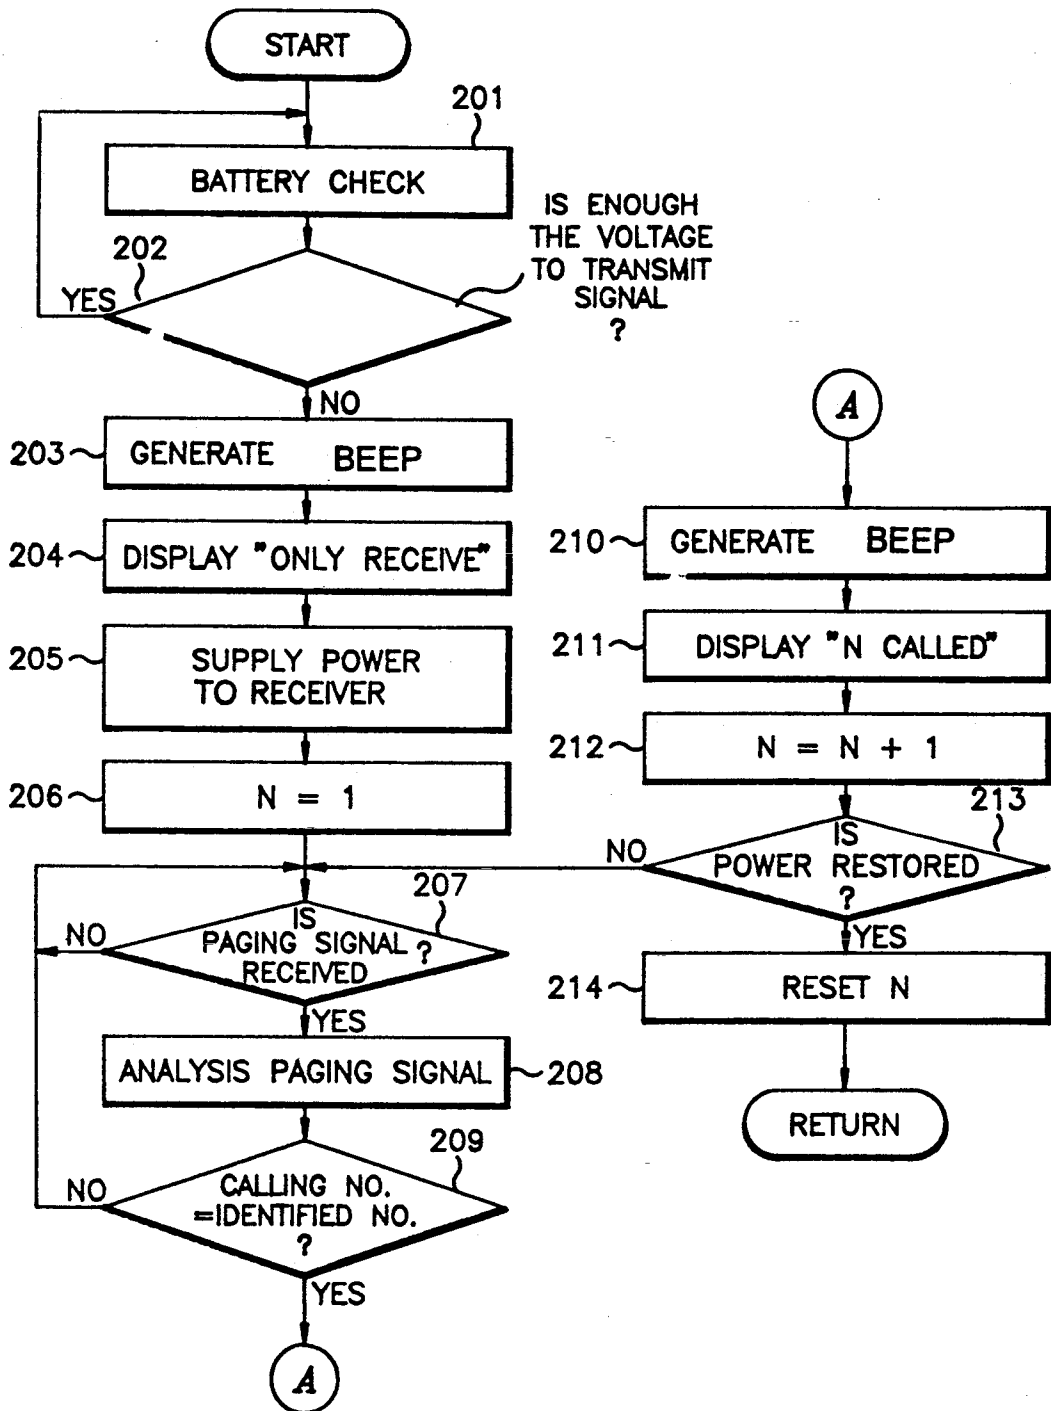 START
201
BATTERY CHECK
IS ENOUGH
THE VOLTAGE
TO TRANSMIT
SIGNAL
?
202
YES
NO
203
GENERATE BEEP
204
DISPLAY "ONLY RECEIVE"
205
SUPPLY POWER
TO RECEIVER
206
N = 1
207
IS
PAGING SIGNAL ?
RECEIVED
NO
YES
ANALYSIS PAGING SIGNAL
208
209
CALLING NO.
=IDENTIFIED NO.
?
NO
YES
A
A
210
GENERATE BEEP
211
DISPLAY "N CALLED"
212
N = N + 1
213
IS
POWER RESTORED
?
NO
YES
214
RESET N
RETURN